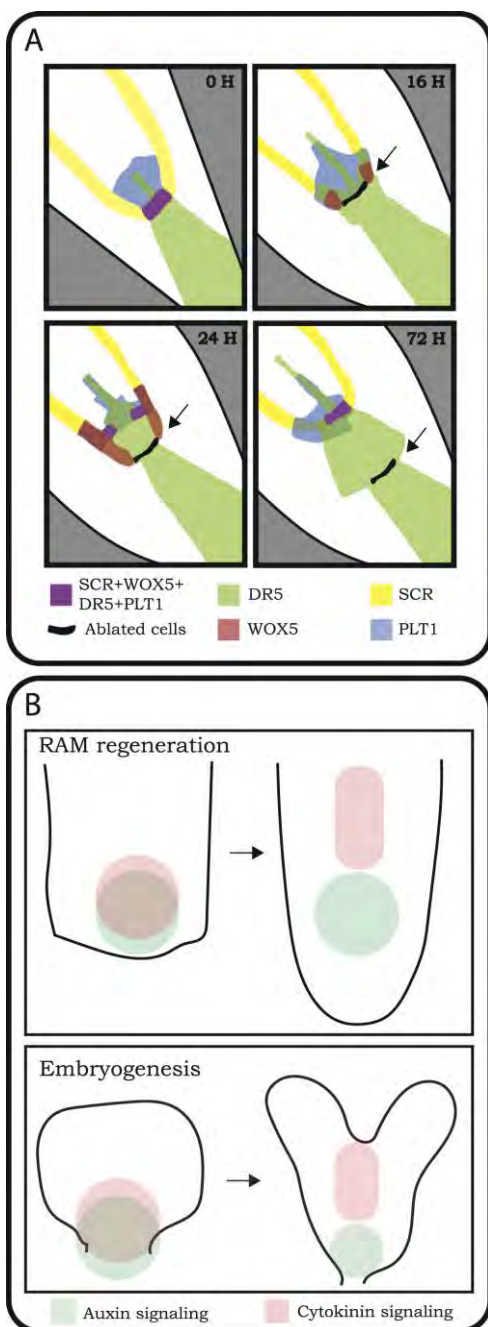 A
0 H
16 H
24 H
72 H
SCR+WOX5+
DR5+PLT1
DR5
SCR
Ablated cells
WOX5
PLT1
B
RAM regeneration
Embryogenesis
Auxin signaling
Cytokinin signaling